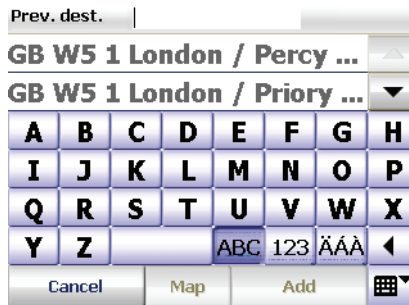 Prev. dest.
GB W5 1 London / Percy ...
GB W5 1 London / Priory ...
A B C D E F G H
I J K L M N O P
Q R S T U V W X
Y Z ABC 123 ÄÁÀ
Cancel Map Add